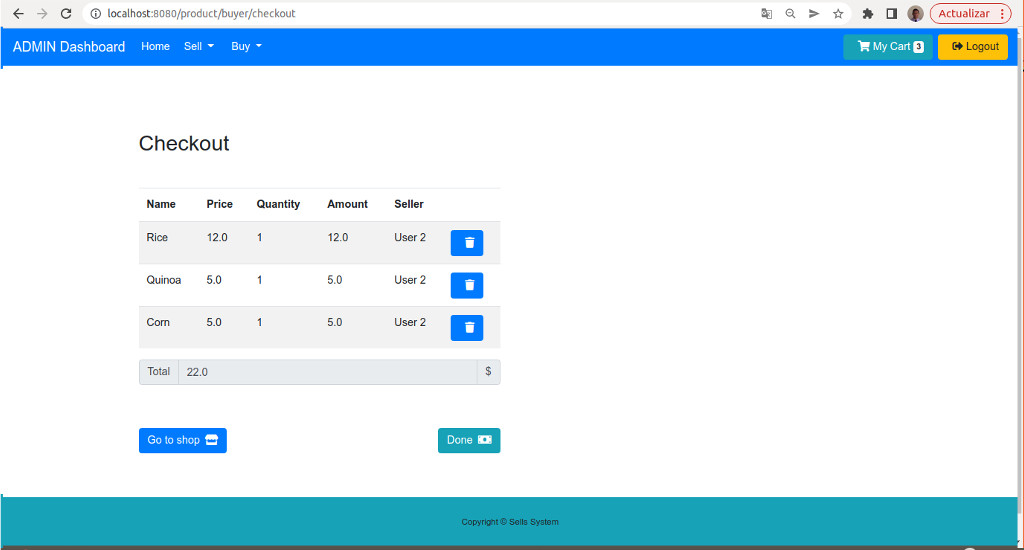 localhost:8080/product/buyer/checkout
Actualizar
ADMIN Dashboard Home Sell Buy My Cart 3 Logout
Checkout
Name Price Quantity Amount Seller
Rice 12.0 1 12.0 User 2
Quinoa 5.0 1 5.0 User 2
Corn 5.0 1 5.0 User 2
Total 22.0 $
Go to shop Done
Copyright © Sells System